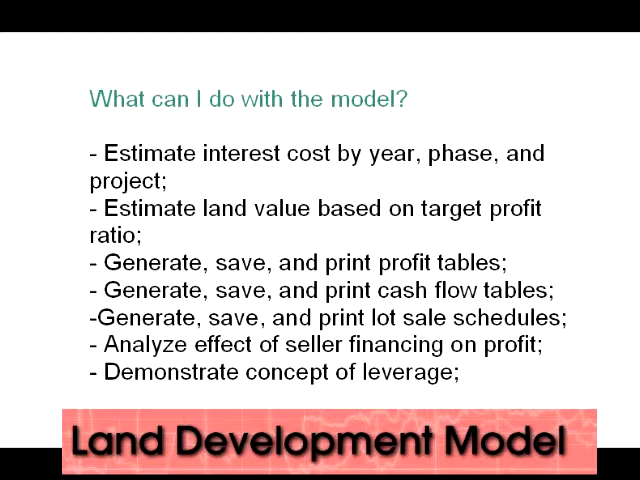 What can I do with the model?
- Estimate interest cost by year, phase, and
project;
- Estimate land value based on target profit
ratio;
- Generate, save, and print profit tables;
- Generate, save, and print cash flow tables;
-Generate, save, and print lot sale schedules;
- Analyze effect of seller financing on profit;
- Demonstrate concept of leverage;
Land Development Model